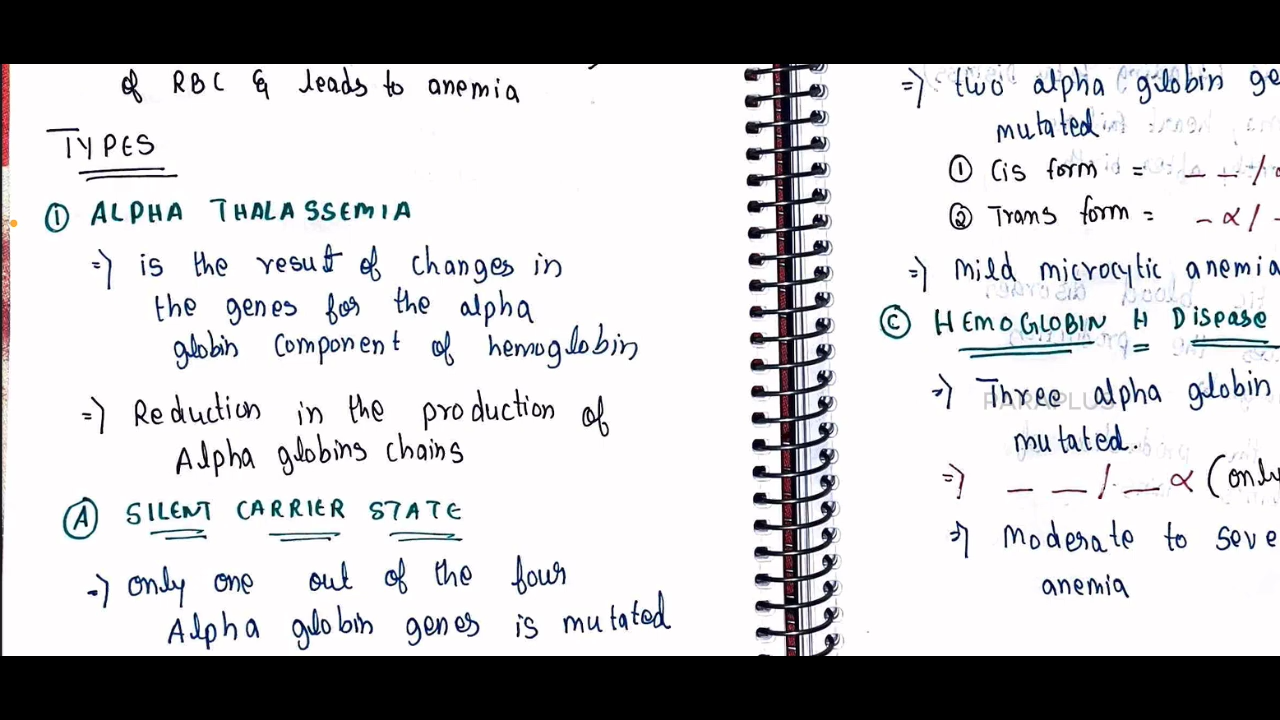 of RBC & leads to anemia
TYPES
① ALPHA THALASSEMIA
=> is the result of changes in
the genes for the alpha
globin component of hemoglobin
=> Reduction in the production of
Alpha globins chains
Ⓐ SILENT CARRIER STATE
=> only one out of the four
Alpha globin genes is mutated
=> two alpha globin ge
mutated
① Cis form = _ _ / α
② Trans form = _ α / -
=> mild microcytic anemia
Ⓒ HEMOGLOBIN H Disease
=> Three alpha globin
PARAPLUS
mutated.
=> _ _ / _ α (only
=> moderate to seve
anemia